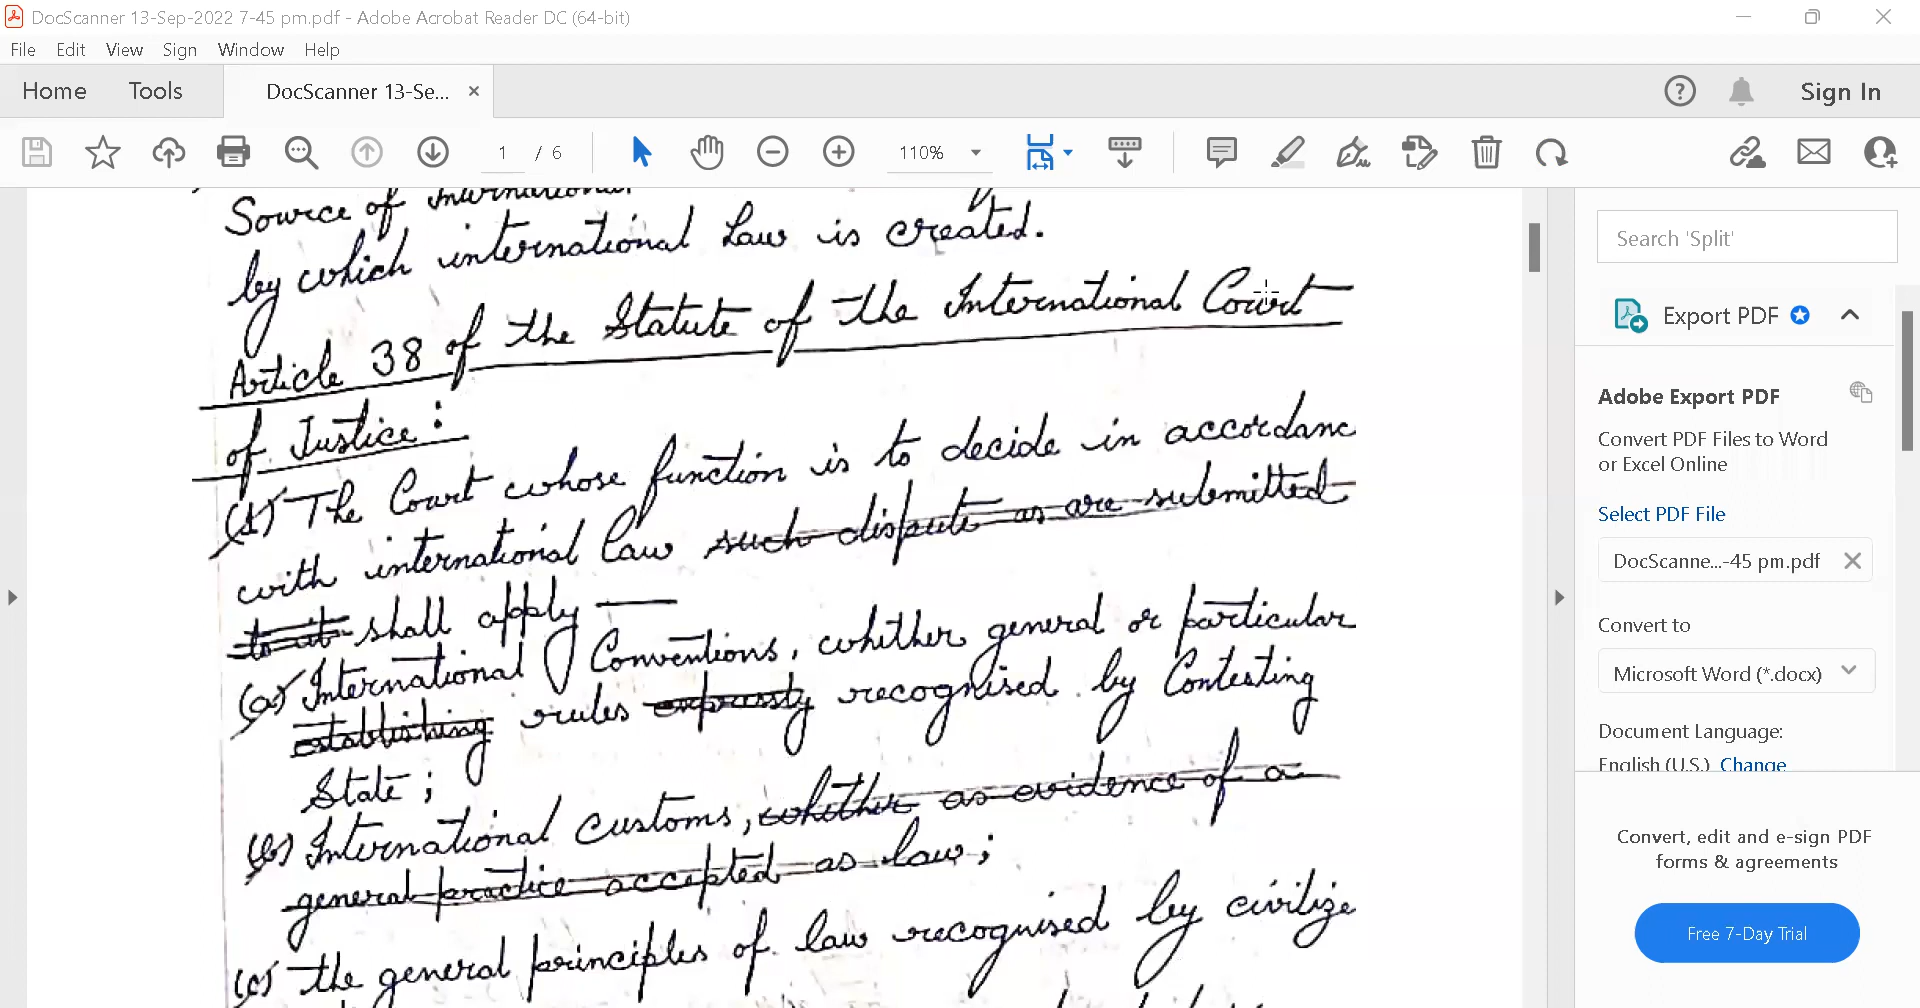 DocScanner 13-Sep-2022 7-45 pm.pdf - Adobe Acrobat Reader DC (64-bit)
File Edit View Sign Window Help
Home Tools DocScanner 13-Se... × Sign In
1 / 6 110%
Source of International
by which international Law is created.
Article 38 of the Statute of the International Court
of Justice:
(1) The Court whose function is to decide in accordanc
with international law such dispute as are submitted
to it shall apply —
(a) International Conventions, whether general or particular
establishing rules expressly recognised by Contesting
State;
(b) International Customs, whether as evidence of a
general practice accepted as law;
(c) the general principles of law recognised by civilize
Search 'Split'
Export PDF
Adobe Export PDF
Convert PDF Files to Word
or Excel Online
Select PDF File
DocScanne...-45 pm.pdf
Convert to
Microsoft Word (*.docx)
Document Language:
English (U.S.) Change
Convert, edit and e-sign PDF
forms & agreements
Free 7-Day Trial